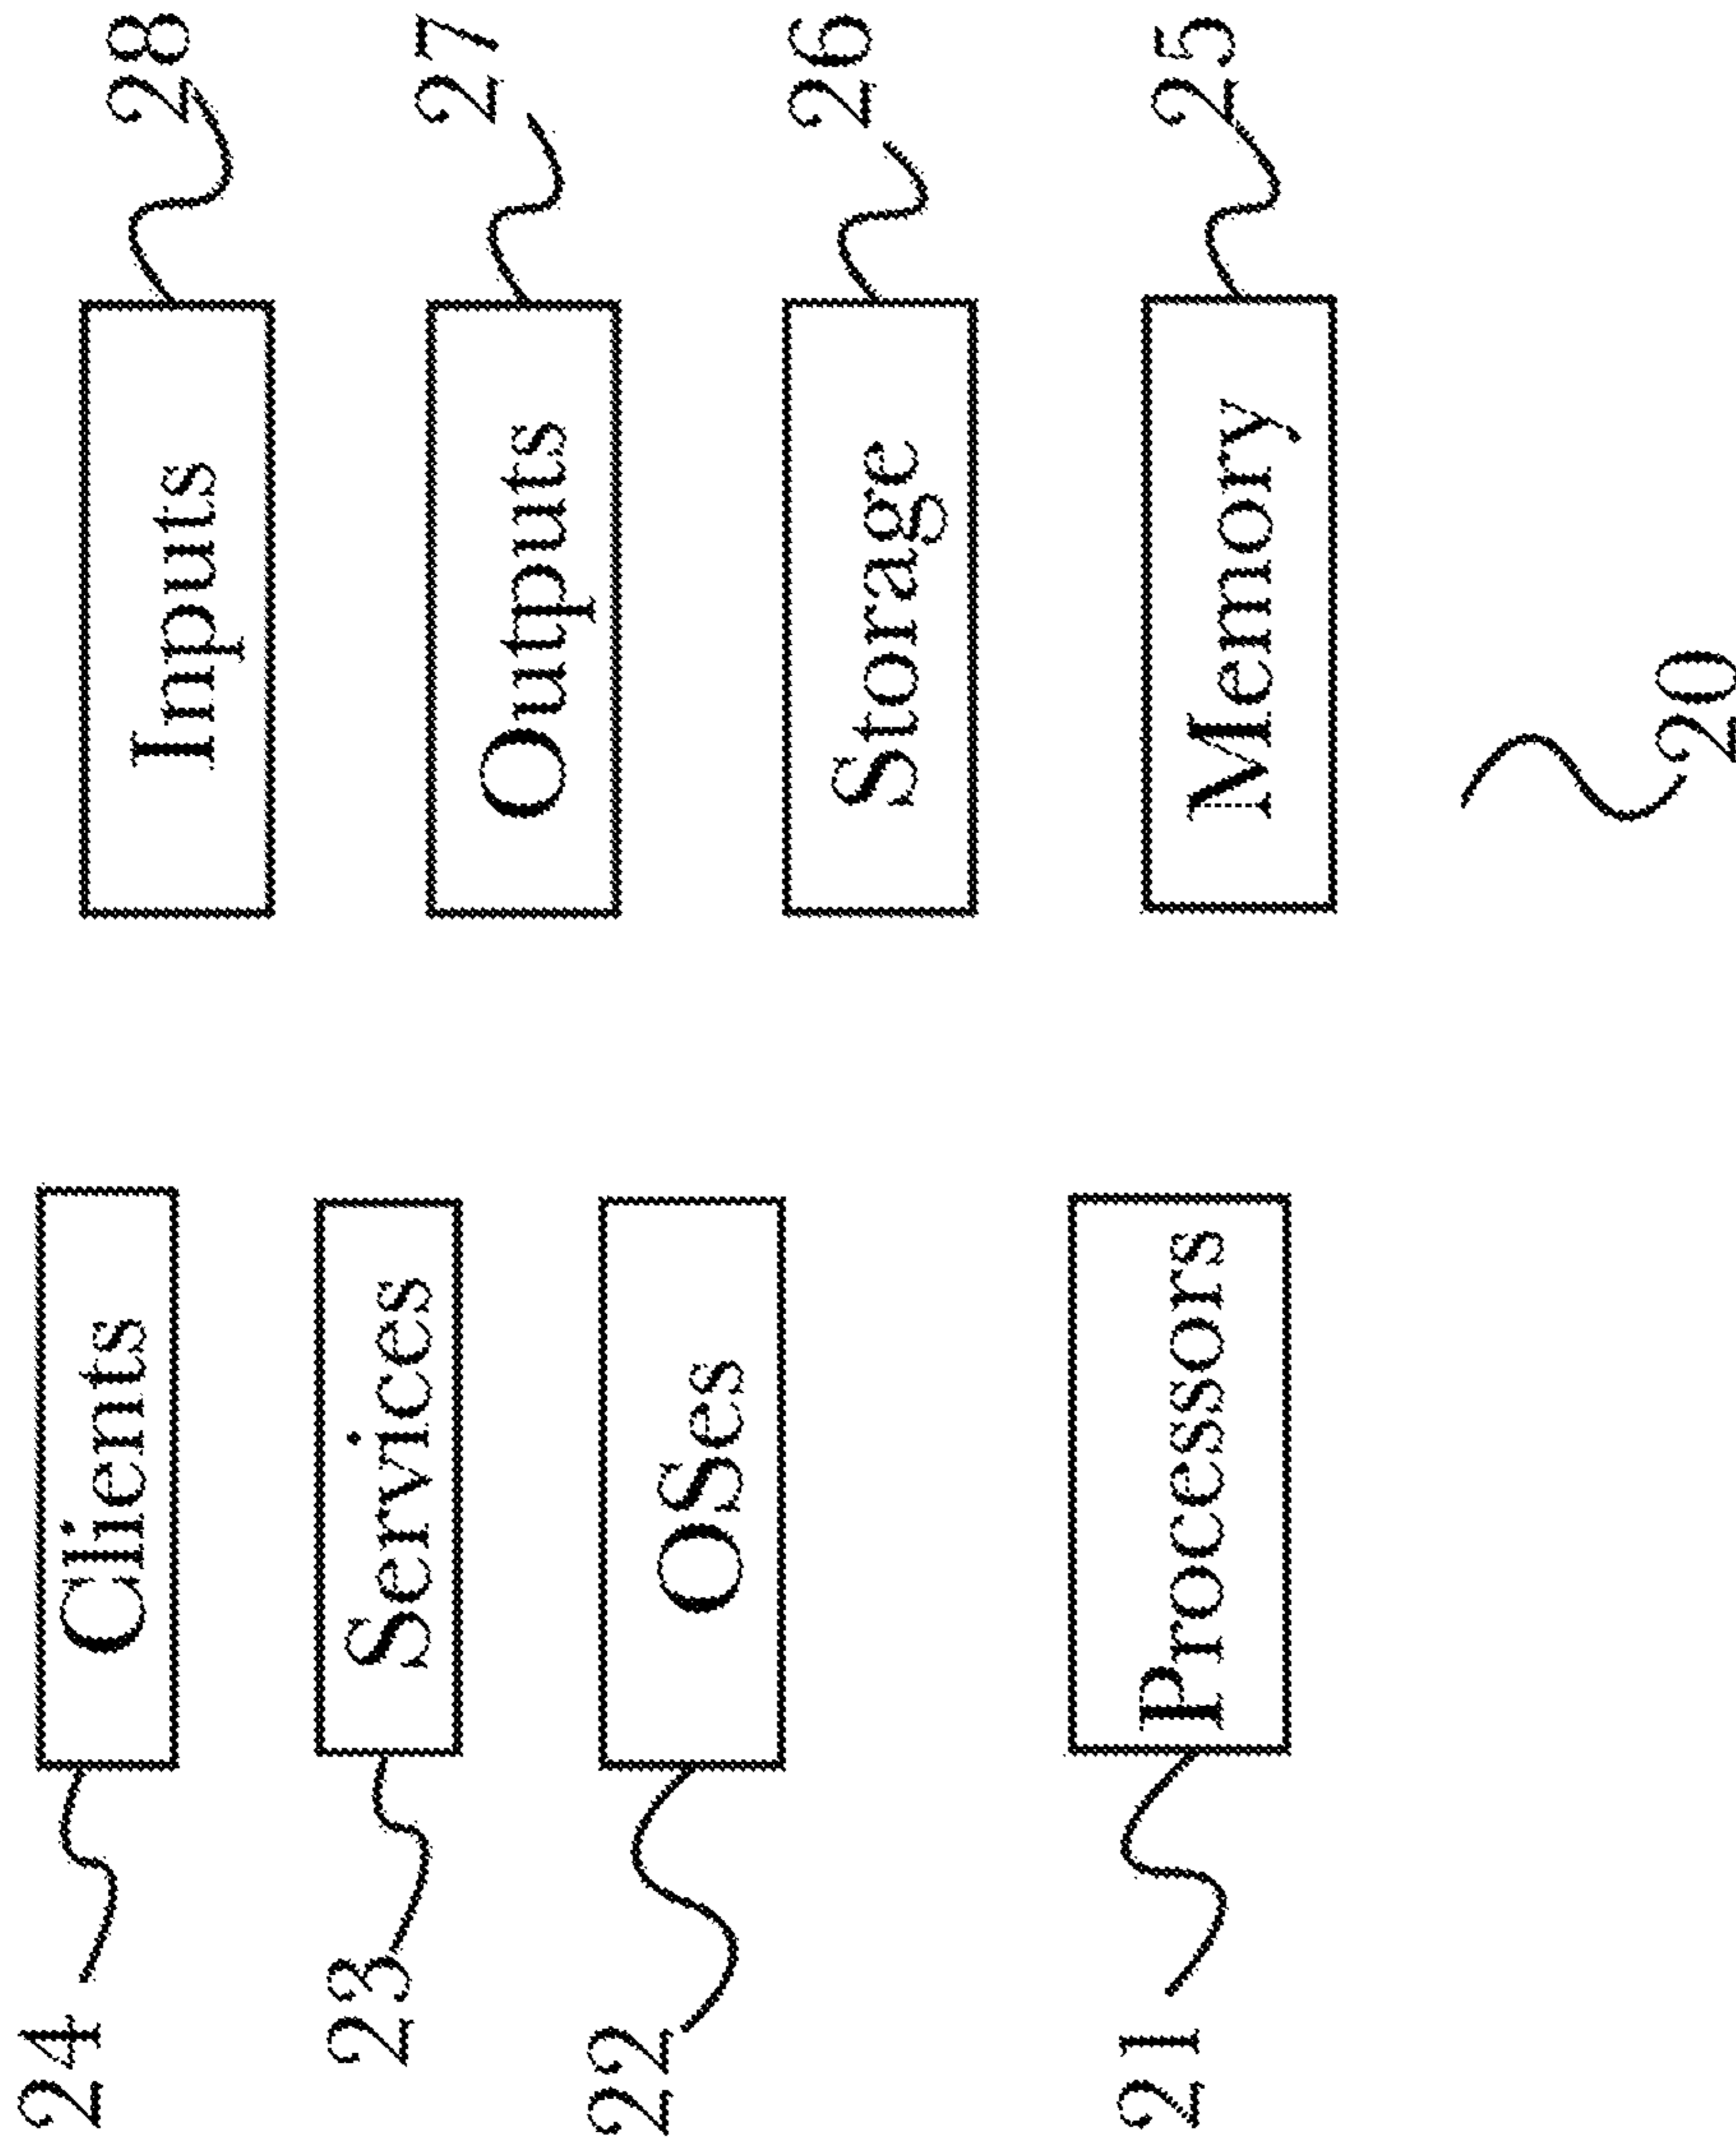 24 Clients Inputs 28
23 Services Outputs 27
22 OSes Storage 26
21 Processors Memory 25
20